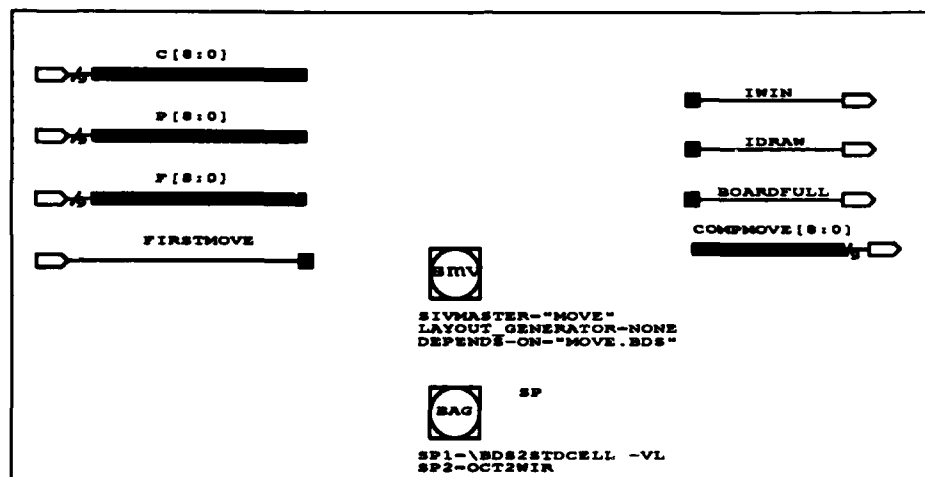 C[8:0]
P[8:0]
F[8:0]
FIRSTMOVE
IWIN
IDRAW
BOARDFULL
COMPMOVE[8:0]
SMV
SIVMASTER="MOVE"
LAYOUT_GENERATOR=NONE
DEPENDS-ON="MOVE.BDS"
SP
BAG
SP1=\BDS2STDCELL -VL
SP2=OCT2WIR